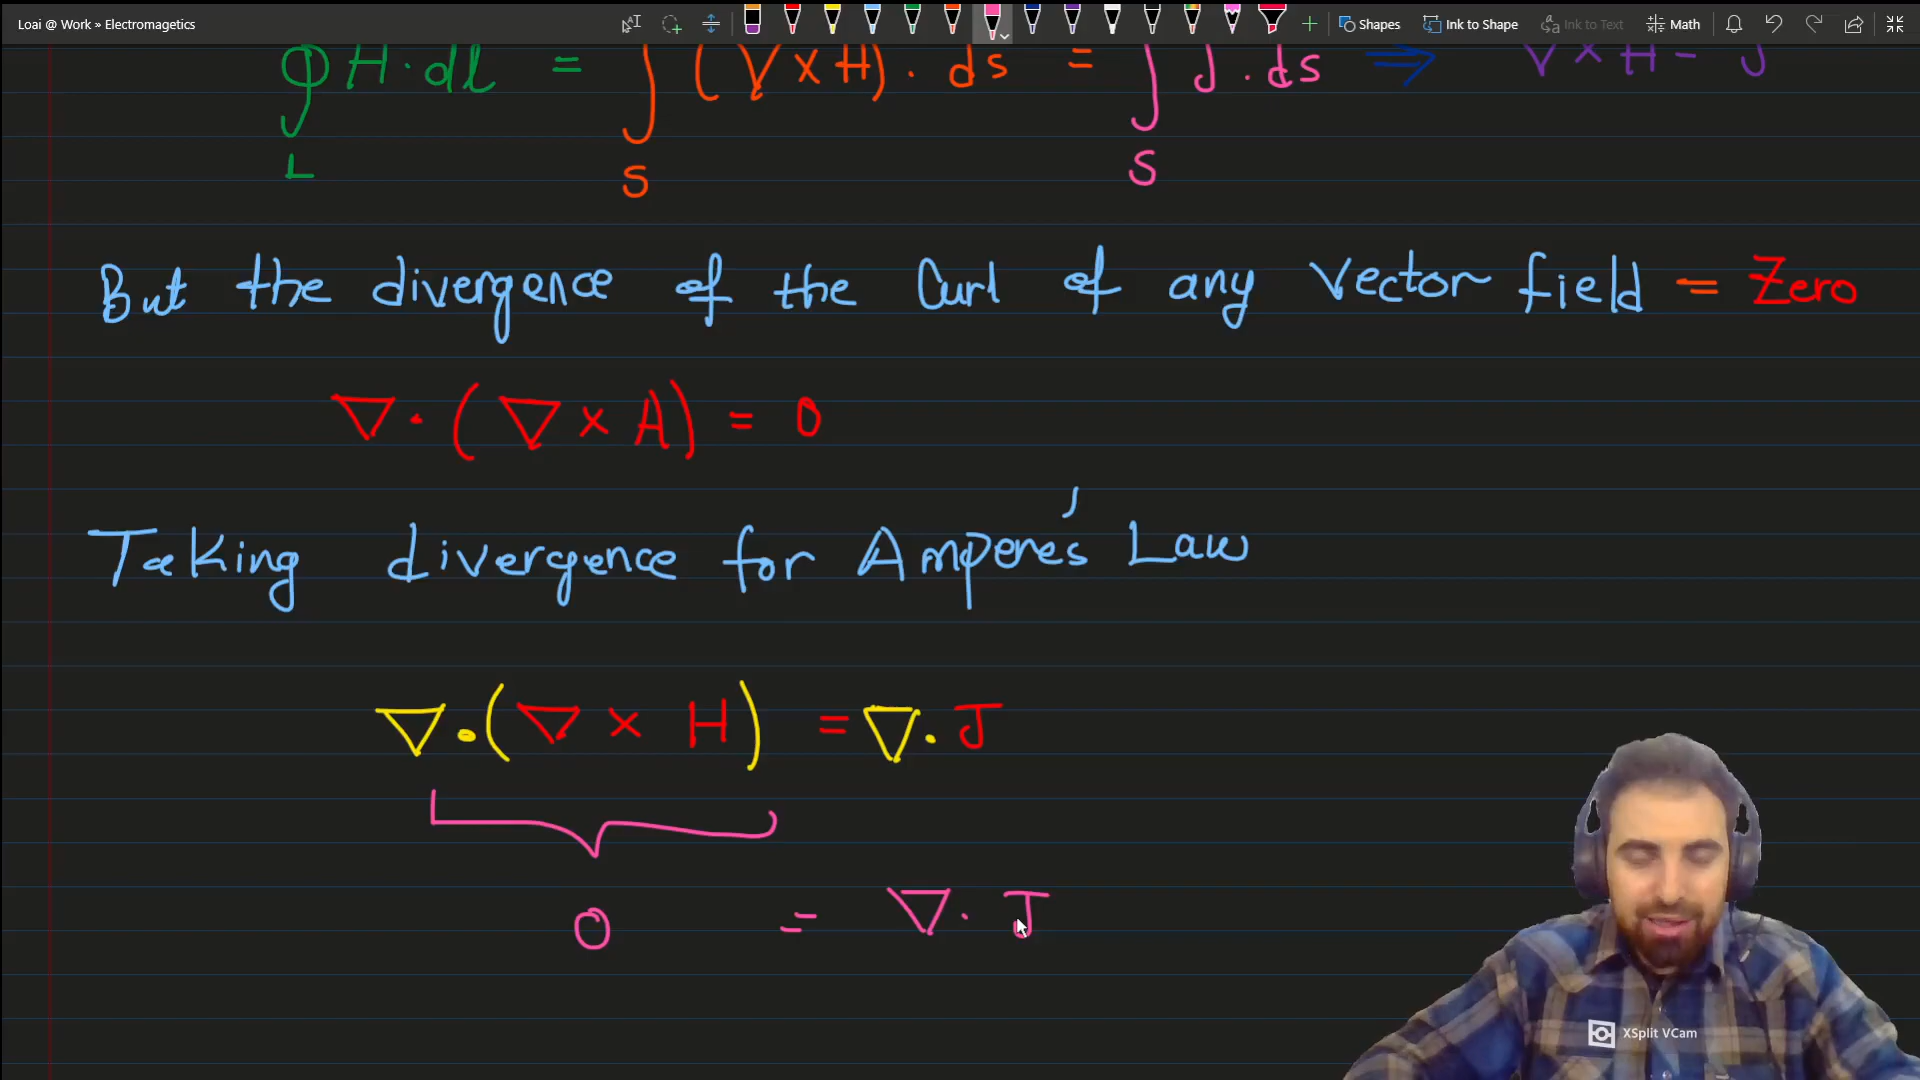 Loai @ Work » Electromagetics
Shapes Ink to Shape Ink to Text Math
∮ H · dl = ∫ (∇ × H) · ds = ∫ J · ds ⇒ ∇ × H = J
L S S
But the divergence of the Curl of any Vector field = Zero
∇ · (∇ × A) = 0
Taking divergence for Ampere's Law
∇ · (∇ × H) = ∇ · J
0 = ∇ · J
XSplit VCam